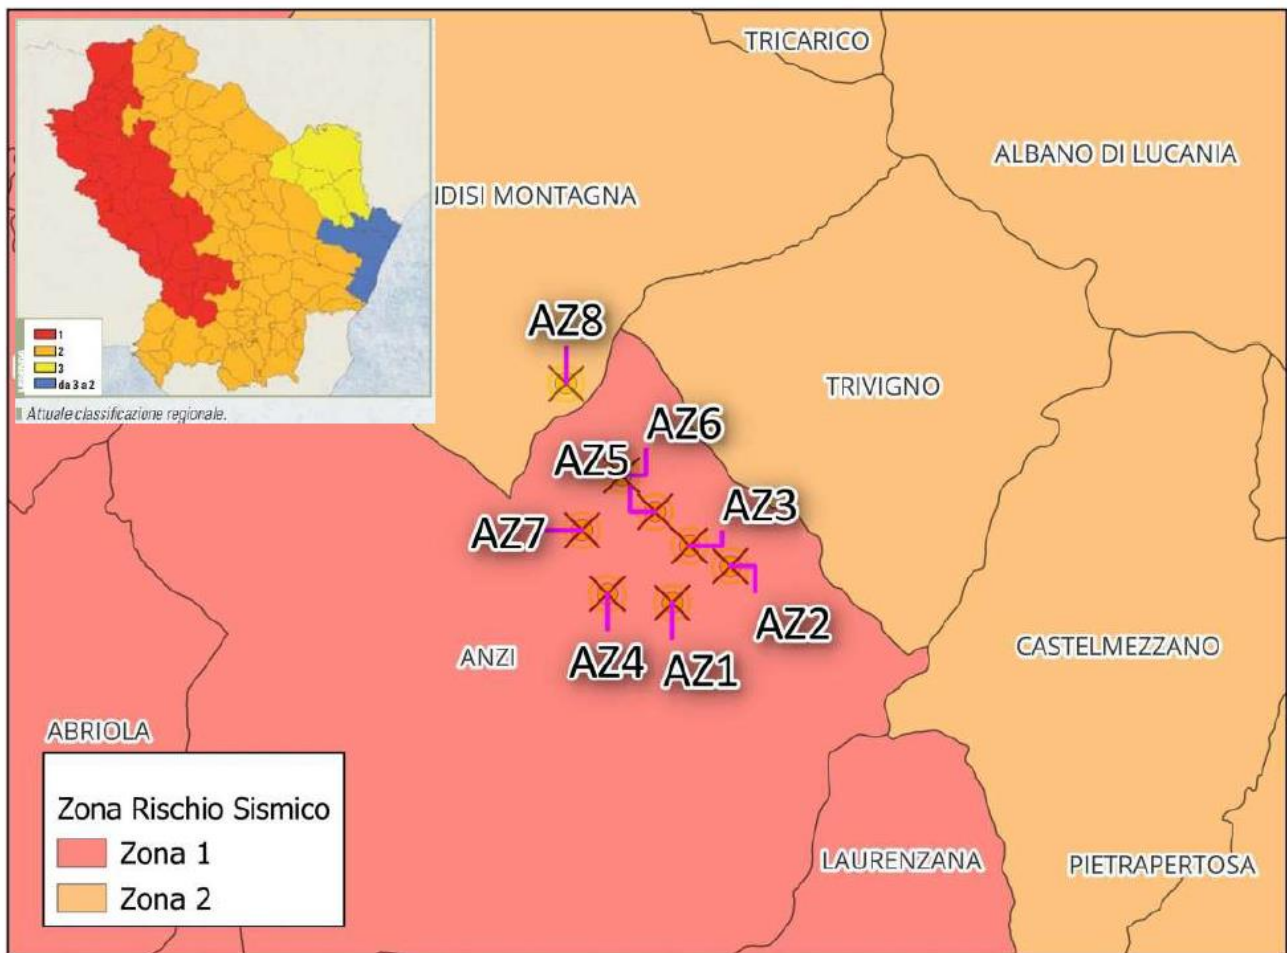 TRICARICO
ALBANO DI LUCANIA
IDISI MONTAGNA
1
2
3
da 3 a 2
Attuale classificazione regionale.
AZ8
TRIVIGNO
AZ6
AZ5
AZ3
AZ7
AZ2
CASTELMEZZANO
ANZI
AZ4
AZ1
ABRIOLA
Zona Rischio Sismico
Zona 1
Zona 2
LAURENZANA
PIETRAPERTOSA